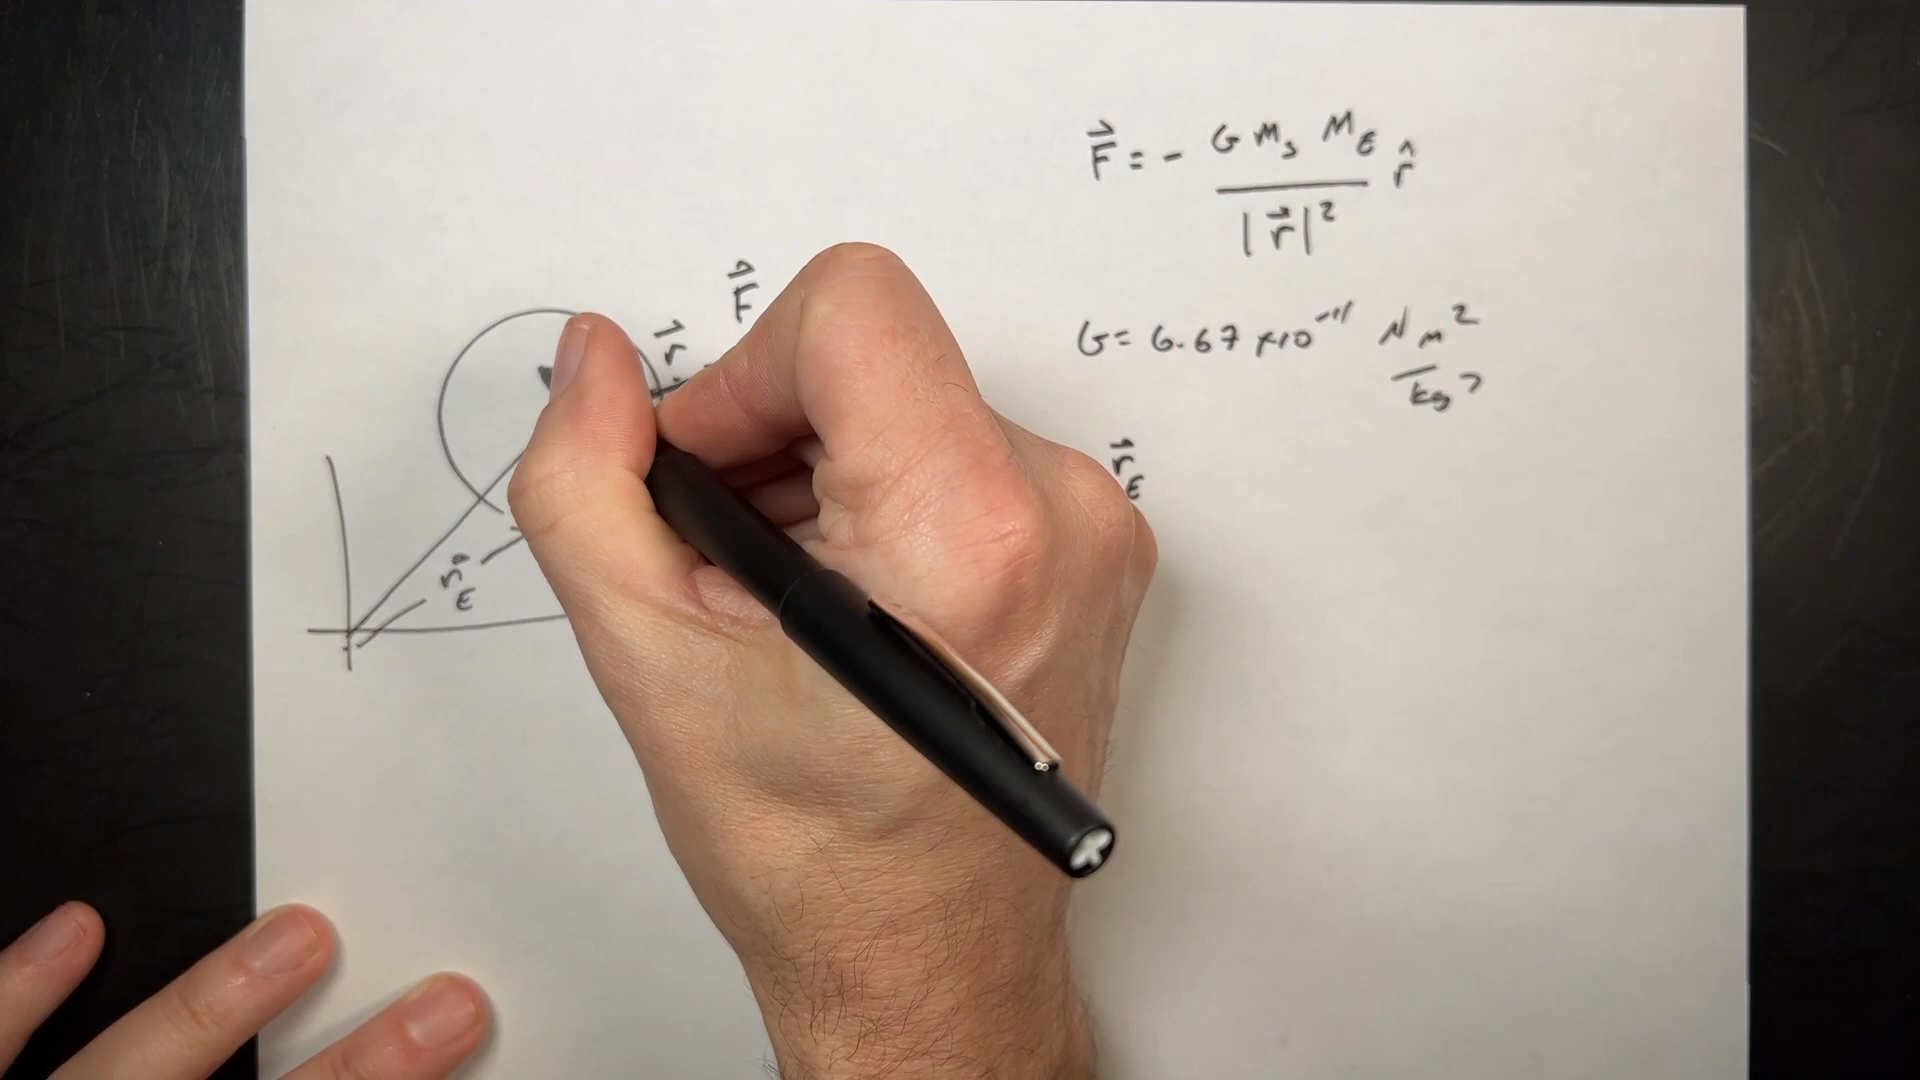 F⃗ = - G M_s M_E r̂
|r⃗|²
F⃗
r⃗
G = 6.67 ×10⁻¹¹ N m²
kg²
r⃗_E
r⃗_E